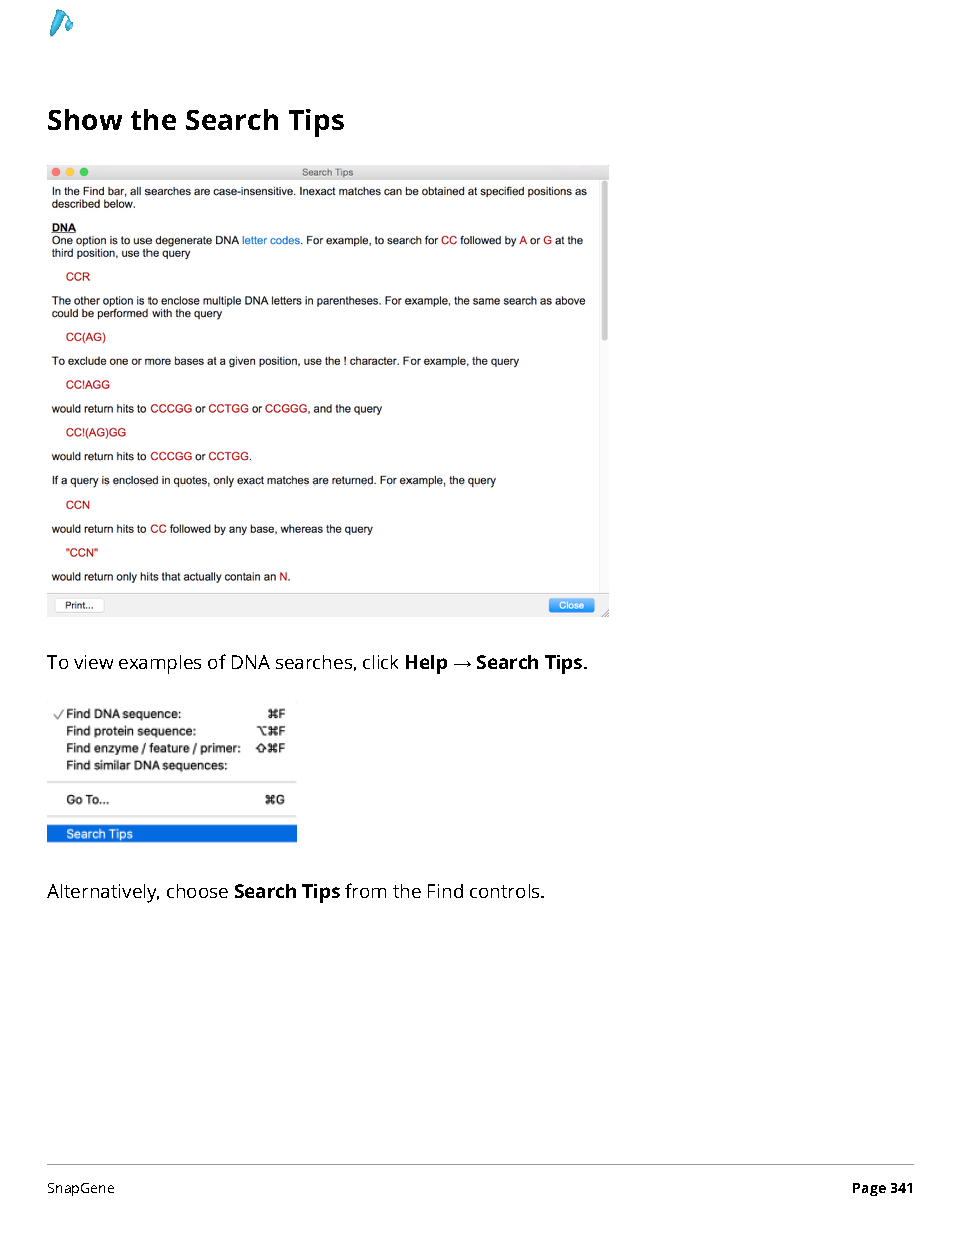 Show the Search Tips
Search Tips
In the Find bar, all searches are case-insensitive. Inexact matches can be obtained at specified positions as
described below.
DNA
One option is to use degenerate DNA letter codes. For example, to search for CC followed by A or G at the
third position, use the query
CCR
The other option is to enclose multiple DNA letters in parentheses. For example, the same search as above
could be performed with the query
CC(AG)
To exclude one or more bases at a given position, use the ! character. For example, the query
CC!AGG
would return hits to CCCGG or CCTGG or CCGGG, and the query
CC!(AG)GG
would return hits to CCCGG or CCTGG.
If a query is enclosed in quotes, only exact matches are returned. For example, the query
CCN
would return hits to CC followed by any base, whereas the query
"CCN"
would return only hits that actually contain an N.
Print... Close
To view examples of DNA searches, click Help → Search Tips.
✓ Find DNA sequence: ⌘F
Find protein sequence: ⌥⌘F
Find enzyme / feature / primer: ⇧⌘F
Find similar DNA sequences:
Go To... ⌘G
Search Tips
Alternatively, choose Search Tips from the Find controls.
SnapGene Page 341